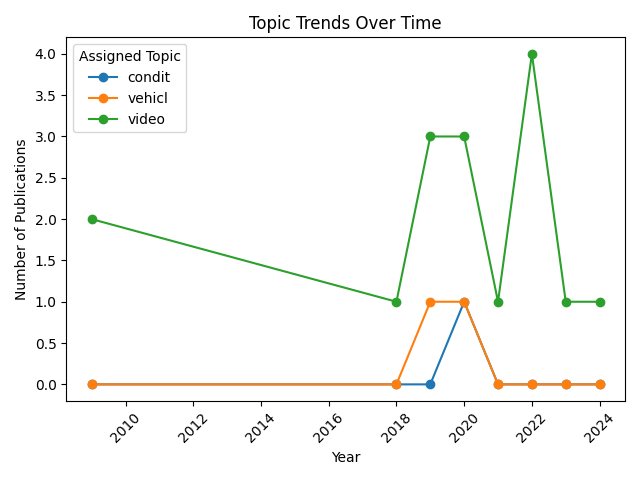 Topic Trends Over Time
Assigned Topic
condit
vehicl
video
4.0
3.5
3.0
2.5
2.0
1.5
1.0
0.5
0.0
Number of Publications
2010
2012
2014
2016
2018
2020
2022
2024
Year